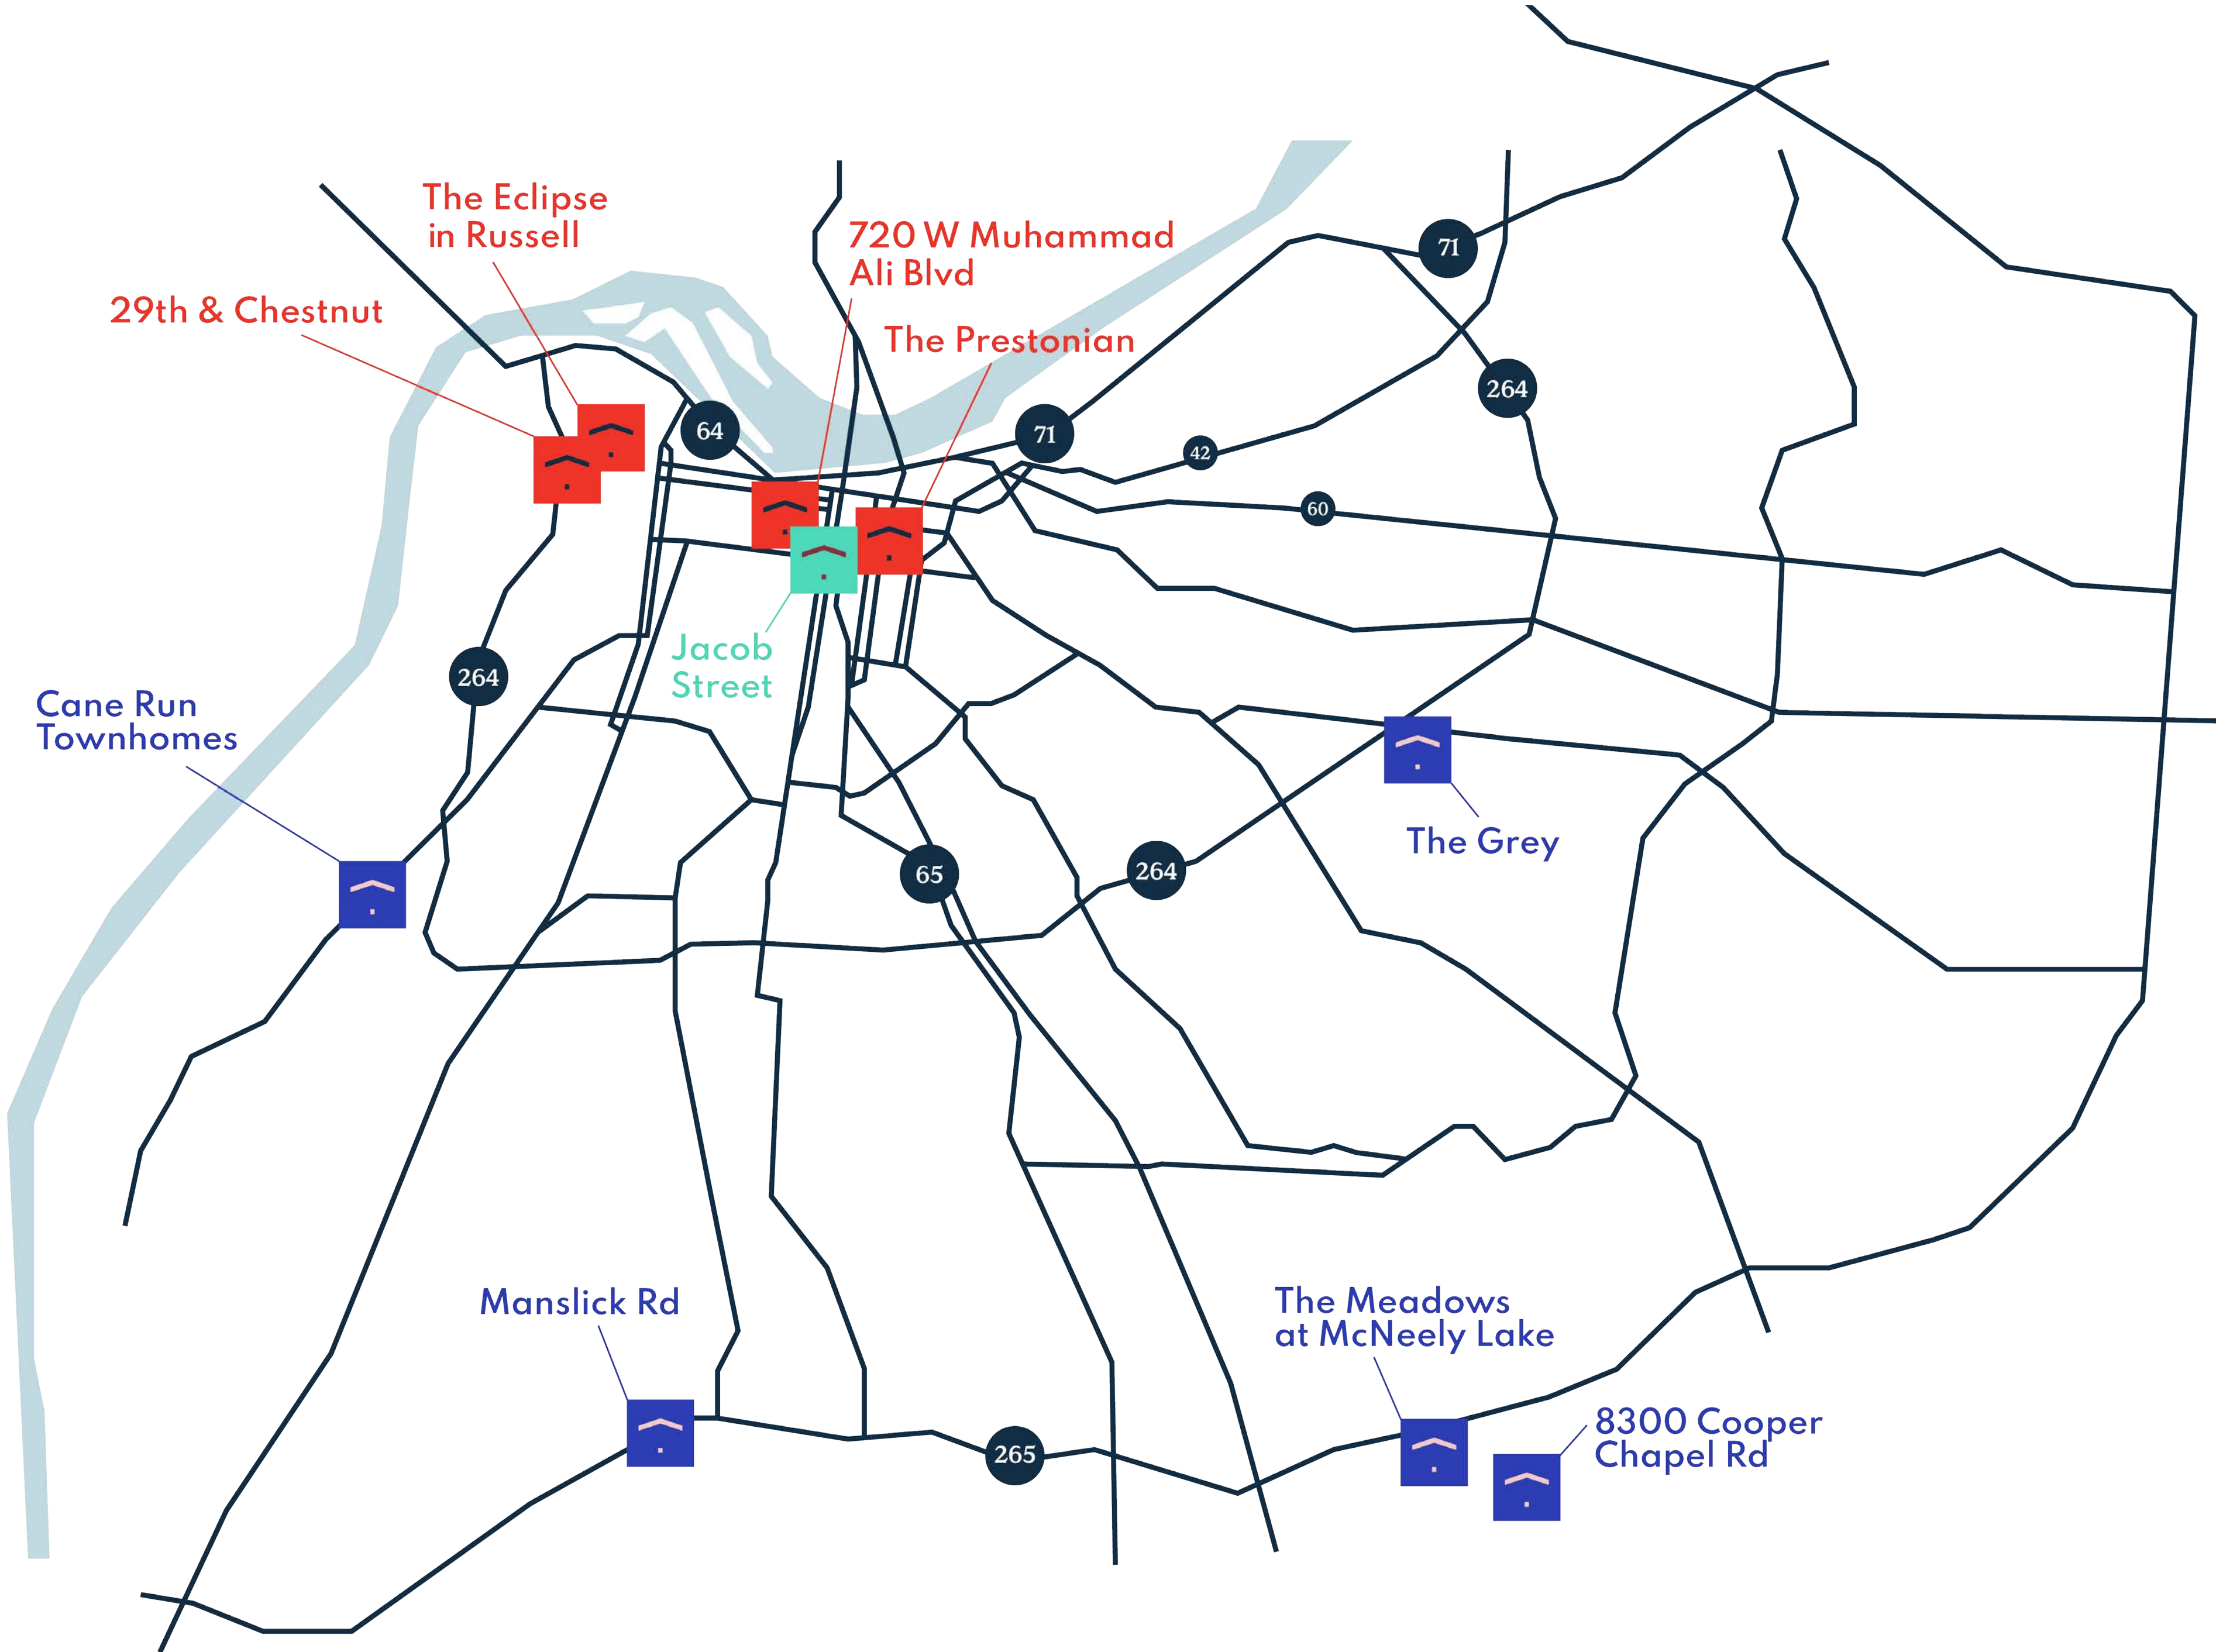 The Eclipse
in Russell
720 W Muhammad
Ali Blvd
71
29th & Chestnut
The Prestonian
264
64
71
42
60
Jacob
Street
264
Cane Run
Townhomes
The Grey
65
264
Manslick Rd
The Meadows
at McNeely Lake
8300 Cooper
Chapel Rd
265